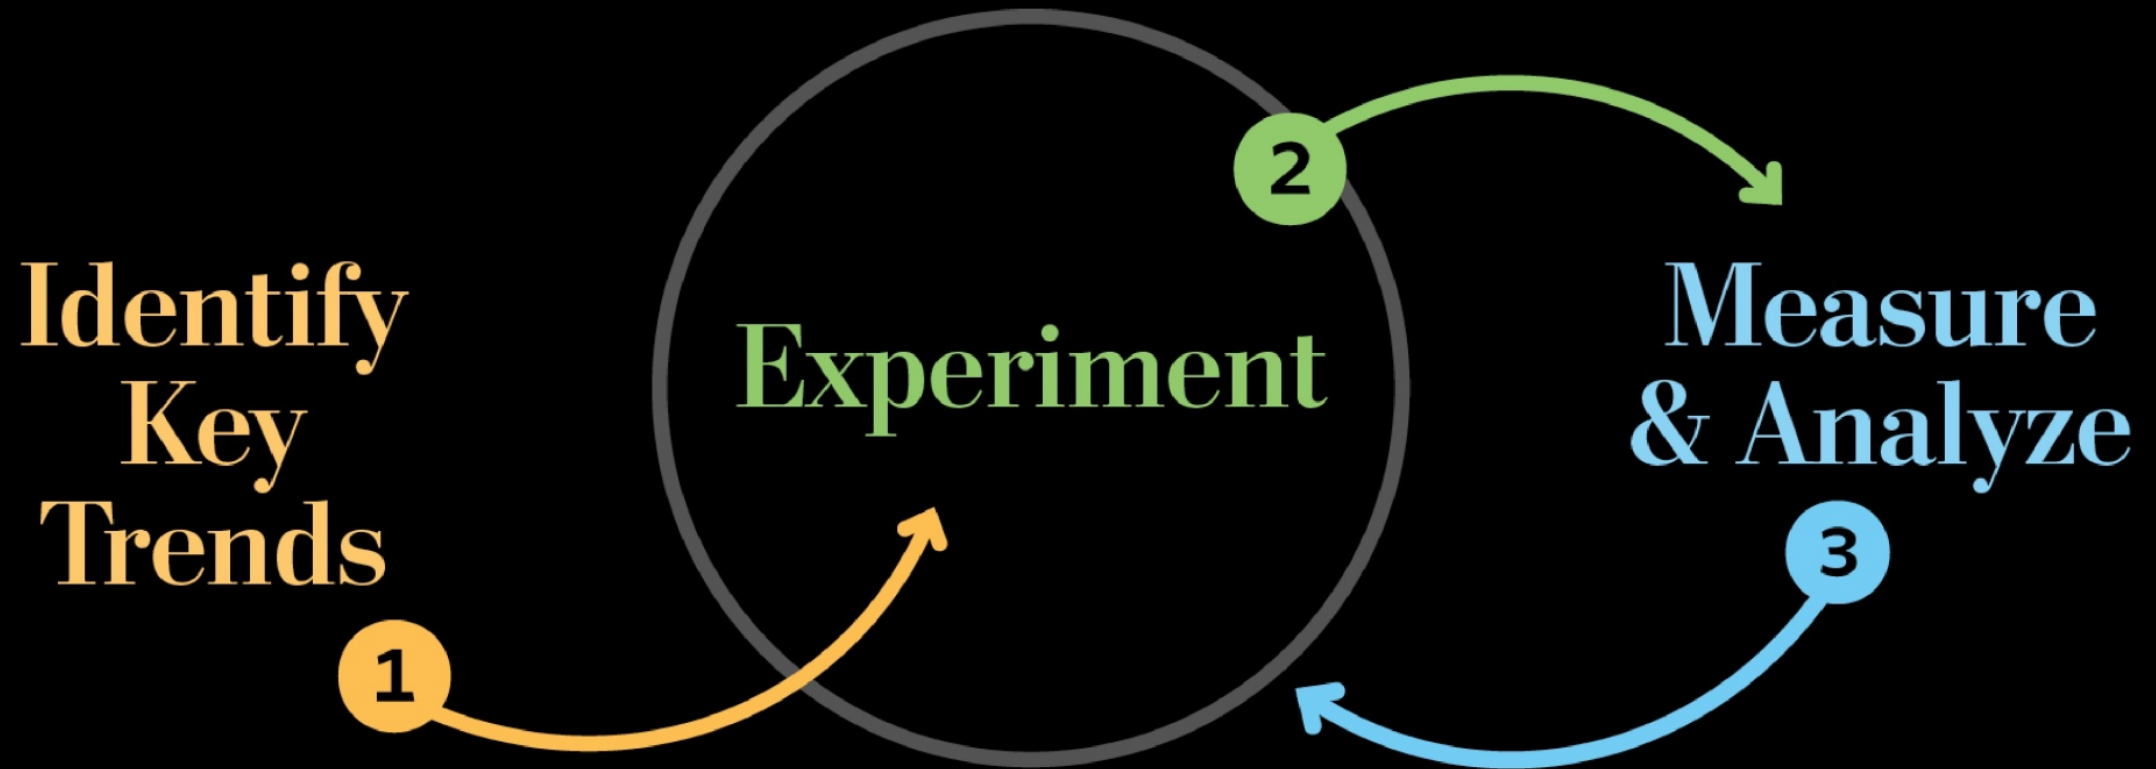 Identify
Key
Trends
1
Experiment
2
Measure
& Analyze
3